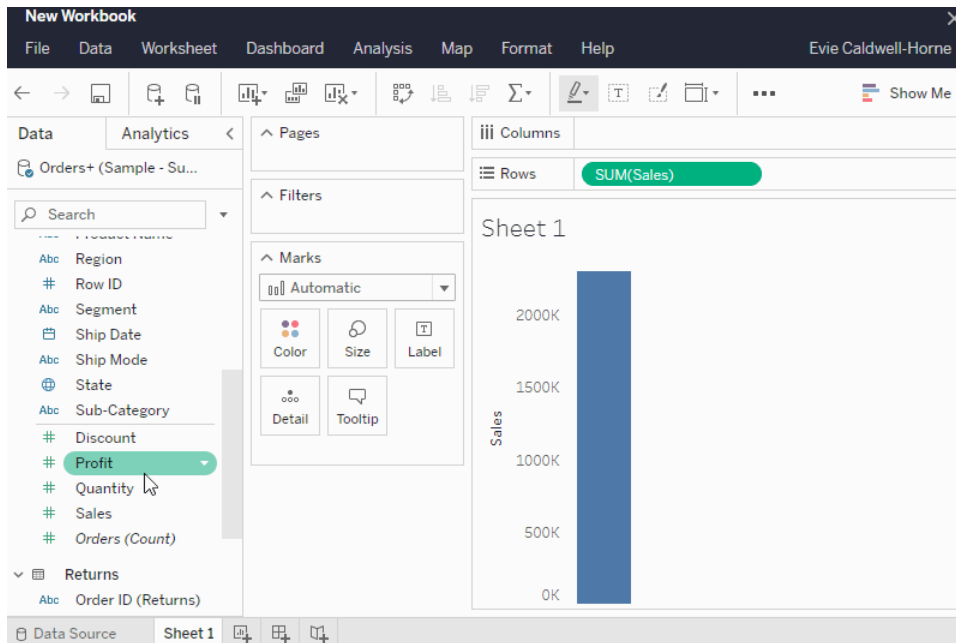 New Workbook
File Data Worksheet Dashboard Analysis Map Format Help Evie Caldwell-Horne
Show Me
Data Analytics
Orders+ (Sample - Su...
Search
Product Name
Abc Region
# Row ID
Abc Segment
Ship Date
Abc Ship Mode
State
Abc Sub-Category
# Discount
# Profit
# Quantity
# Sales
# Orders (Count)
Returns
Abc Order ID (Returns)
Pages
Filters
Marks
Automatic
Color Size Label
Detail Tooltip
Columns
Rows SUM(Sales)
Sheet 1
2000K
1500K
1000K
500K
0K
Sales
Data Source Sheet 1